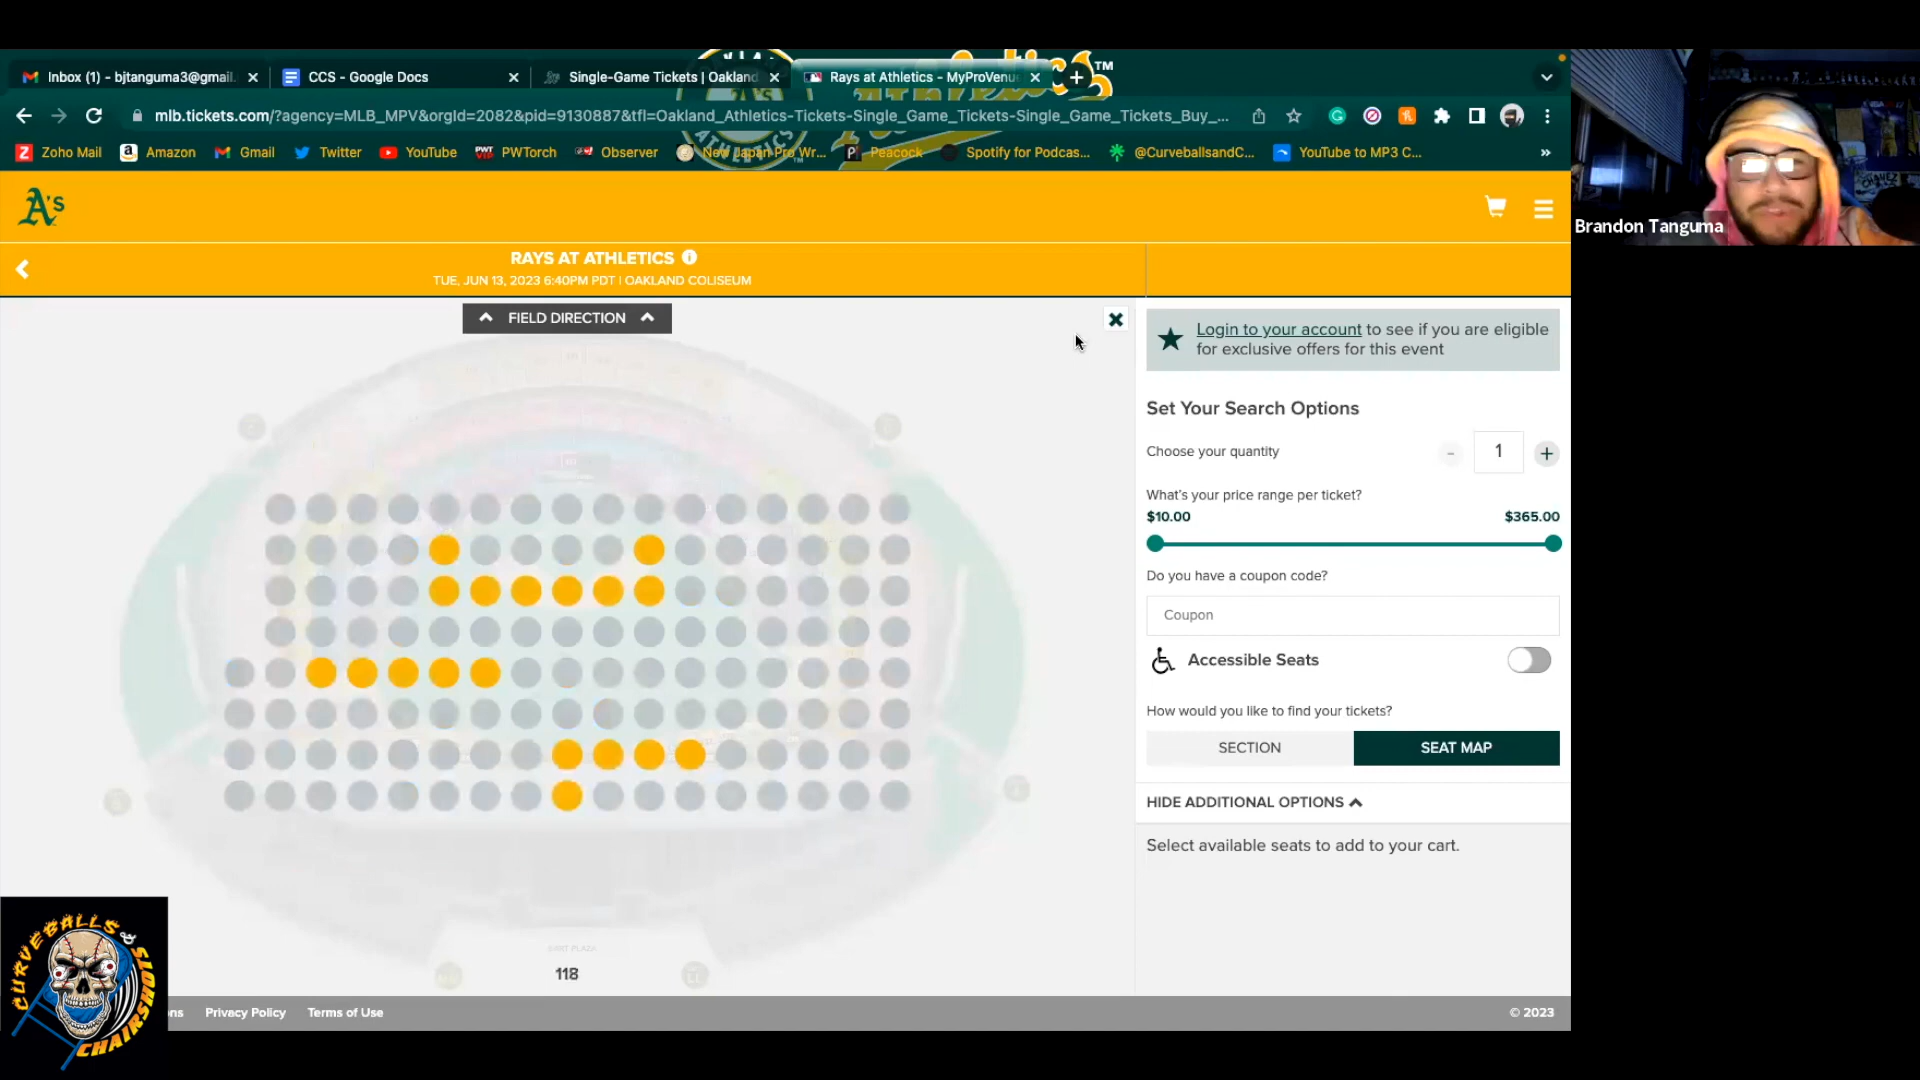 Inbox (1) - bjtanguma3@gmail.
CCS - Google Docs
Single-Game Tickets | Oakland
Rays at Athletics - MyProVenu
TM
mlb.tickets.com/?agency=MLB_MPV&orgId=2082&pid=9130887&tfl=Oakland_Athletics-Tickets-Single_Game_Tickets-Single_Game_Tickets_Buy_...
Zoho Mail
Amazon
Gmail
Twitter
YouTube
PWTorch
Observer
New Japan Pro Wr...
Peacock
Spotify for Podcas...
@CurveballsandC...
YouTube to MP3 C...
»
A's
Brandon Tanguma
RAYS AT ATHLETICS
TUE, JUN 13, 2023 6:40PM PDT | OAKLAND COLISEUM
FIELD DIRECTION
Login to your account to see if you are eligible
for exclusive offers for this event
Set Your Search Options
Choose your quantity
- 1 +
What's your price range per ticket?
$10.00 $365.00
Do you have a coupon code?
Coupon
Accessible Seats
How would you like to find your tickets?
SECTION SEAT MAP
HIDE ADDITIONAL OPTIONS
Select available seats to add to your cart.
118
CURVEBALLS & CHAIRSHOTS
ns Privacy Policy Terms of Use © 2023